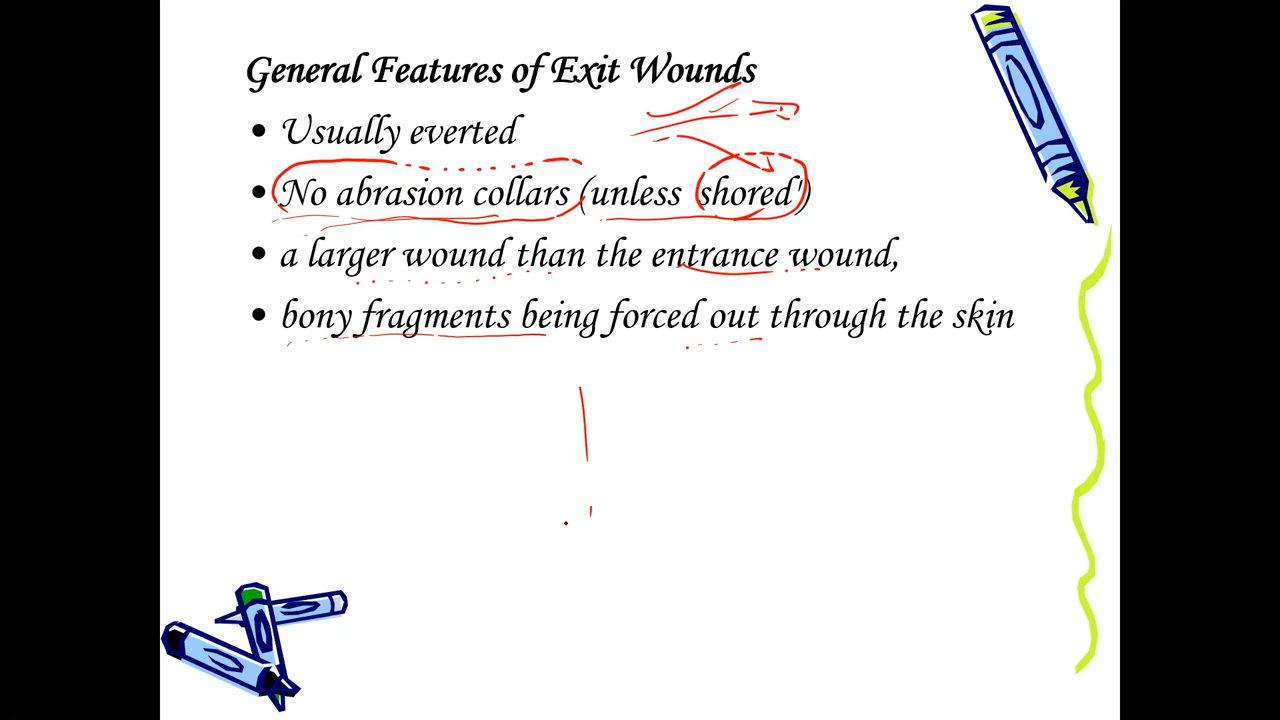 General Features of Exit Wounds
• Usually everted
• No abrasion collars (unless shored')
• a larger wound than the entrance wound,
• bony fragments being forced out through the skin